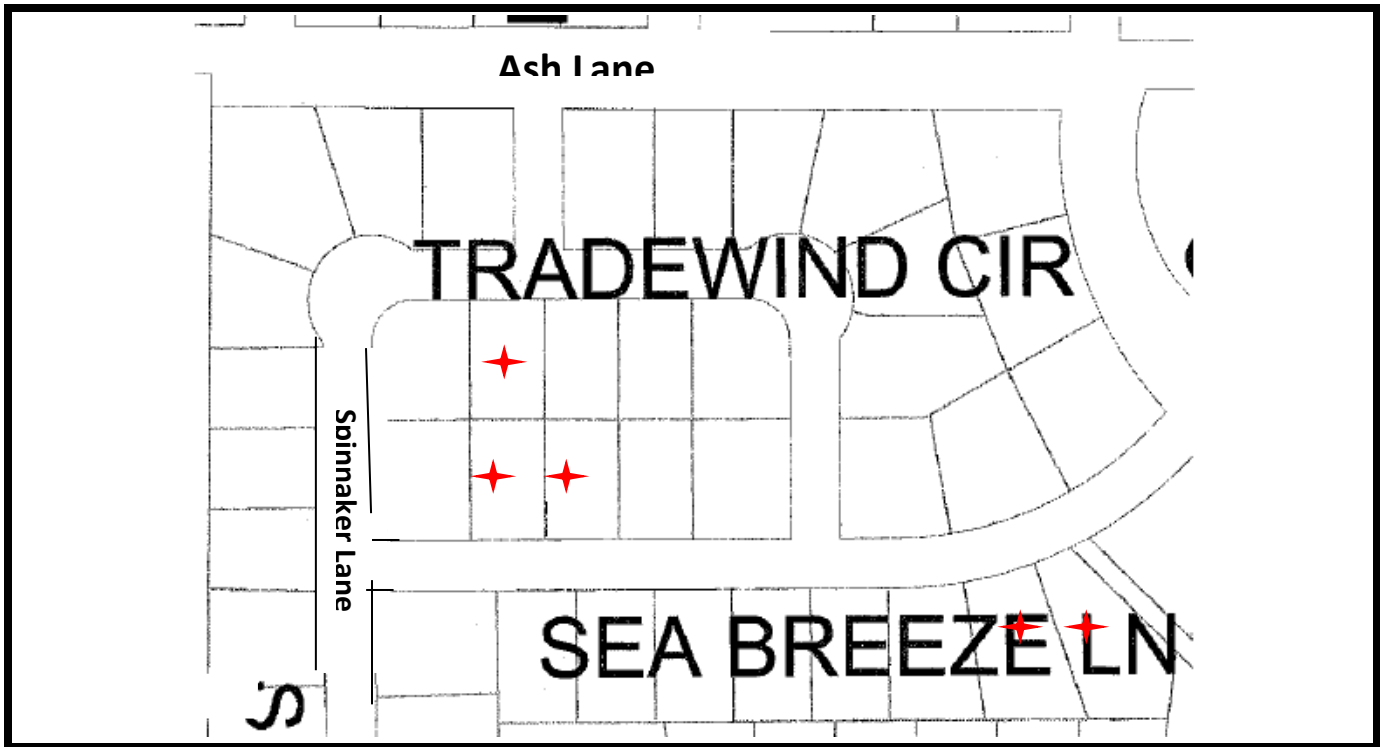 Ash Lane
TRADEWIND CIR
Spinnaker Lane
SEA BREEZE LN
S